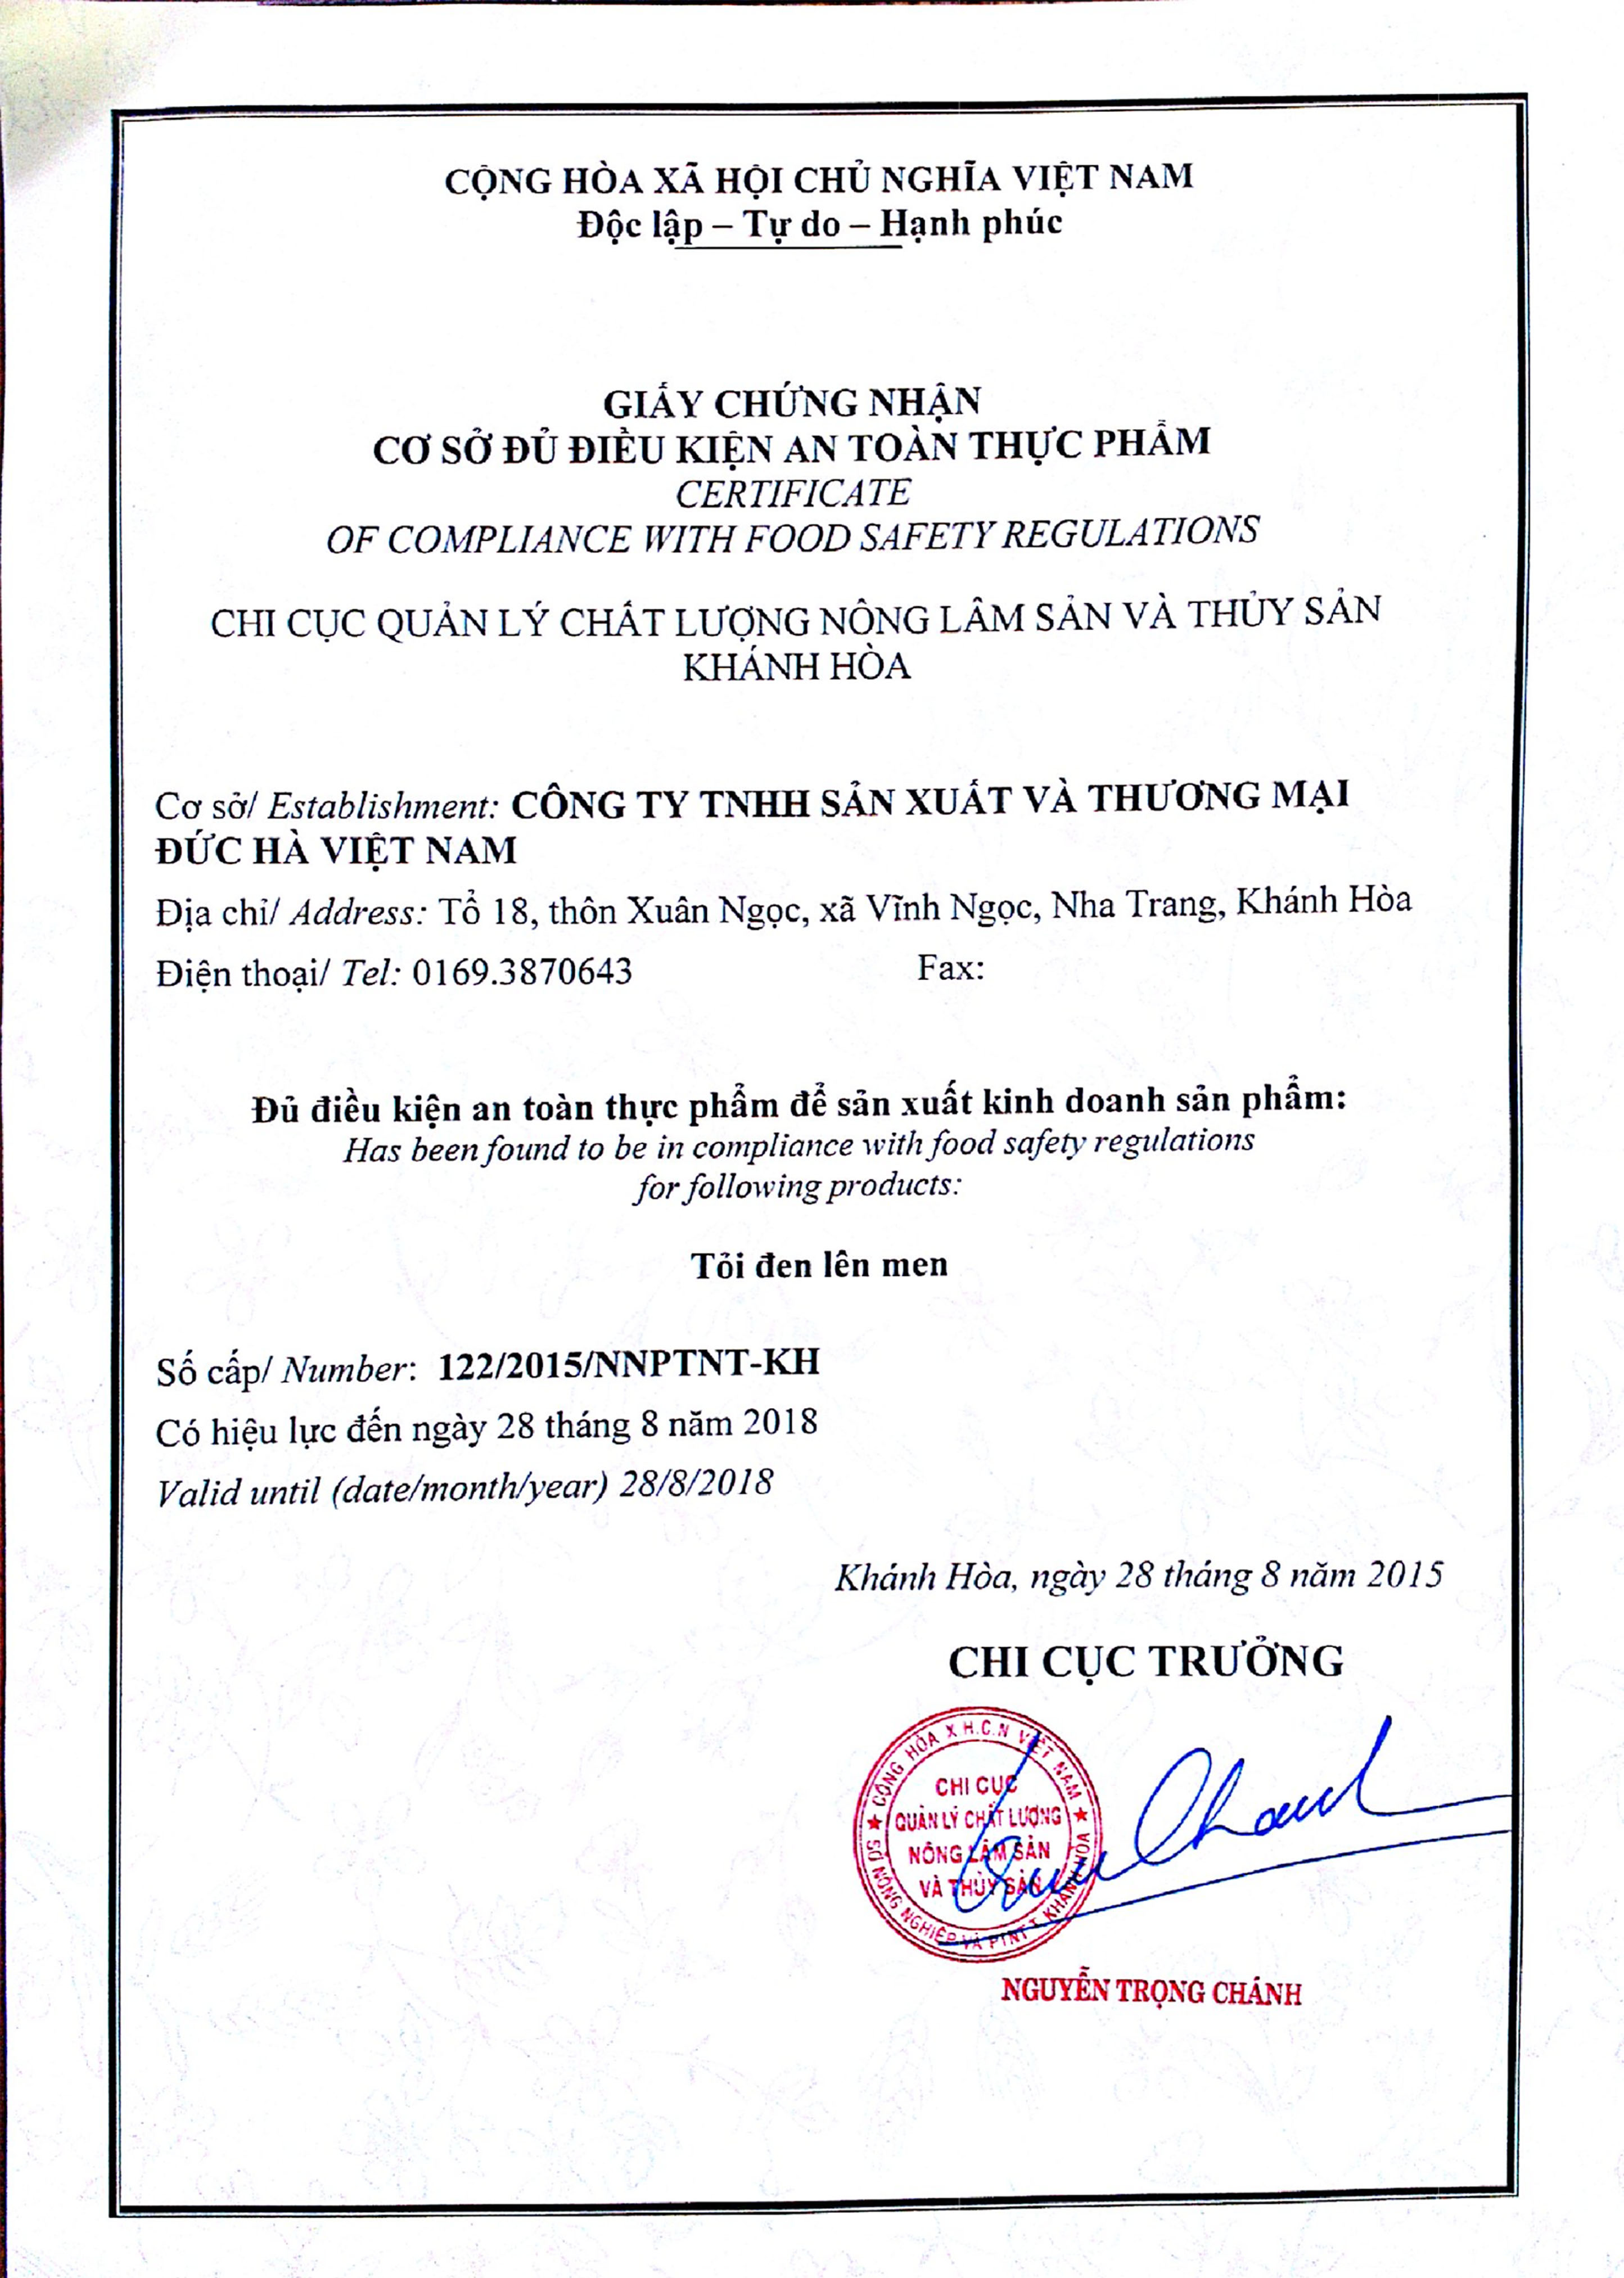 CỘNG HÒA XÃ HỘI CHỦ NGHĨA VIỆT NAM
Độc lập – Tự do – Hạnh phúc
GIẤY CHỨNG NHẬN
CƠ SỞ ĐỦ ĐIỀU KIỆN AN TOÀN THỰC PHẨM
CERTIFICATE
OF COMPLIANCE WITH FOOD SAFETY REGULATIONS
CHI CỤC QUẢN LÝ CHẤT LƯỢNG NÔNG LÂM SẢN VÀ THỦY SẢN
KHÁNH HÒA
Cơ sở/ Establishment: CÔNG TY TNHH SẢN XUẤT VÀ THƯƠNG MẠI
ĐỨC HÀ VIỆT NAM
Địa chỉ/ Address: Tổ 18, thôn Xuân Ngọc, xã Vĩnh Ngọc, Nha Trang, Khánh Hòa
Điện thoại/ Tel: 0169.3870643 Fax:
Đủ điều kiện an toàn thực phẩm để sản xuất kinh doanh sản phẩm:
Has been found to be in compliance with food safety regulations
for following products:
Tỏi đen lên men
Số cấp/ Number: 122/2015/NNPTNT-KH
Có hiệu lực đến ngày 28 tháng 8 năm 2018
Valid until (date/month/year) 28/8/2018
Khánh Hòa, ngày 28 tháng 8 năm 2015
CHI CỤC TRƯỞNG
CỘNG HÒA X.H.C.N VIỆT NAM
CHI CỤC
QUẢN LÝ CHẤT LƯỢNG
NÔNG LÂM SẢN
VÀ THỦY SẢN
SỞ NÔNG NGHIỆP VÀ PTNT T. KHÁNH HÒA
NGUYỄN TRỌNG CHÁNH